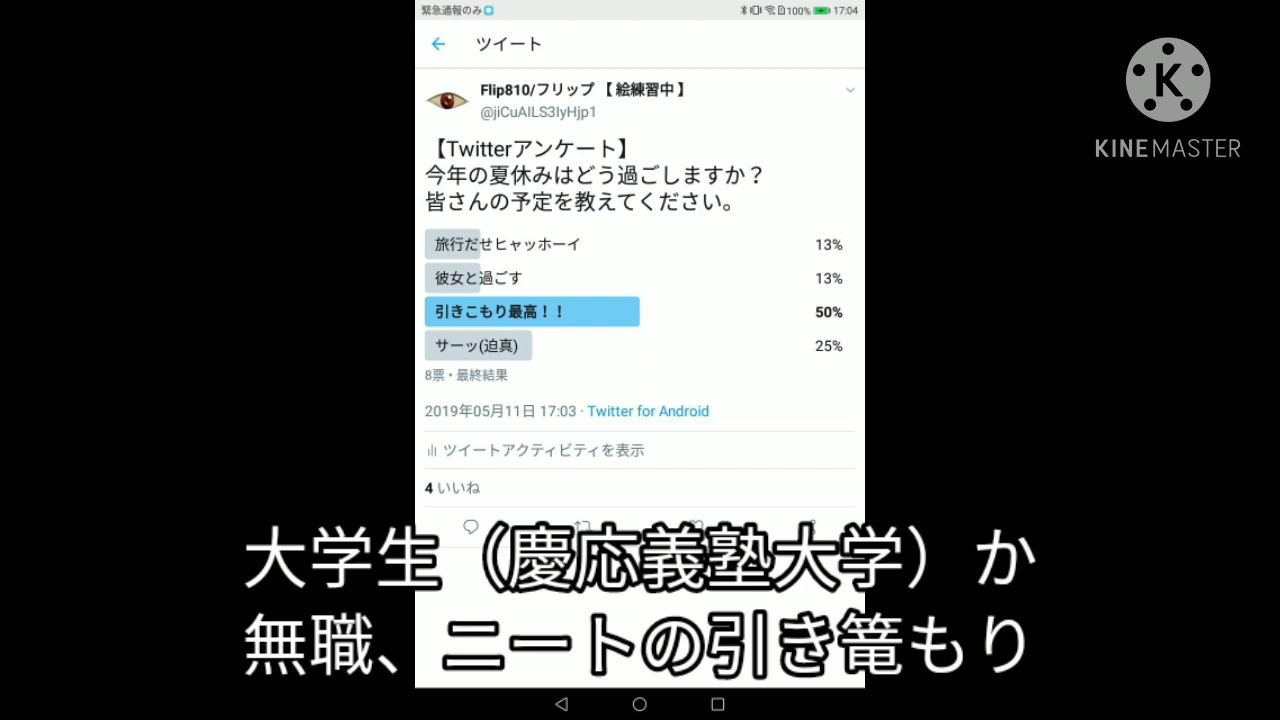 緊急通報のみ
100% 17:04
ツイート
Flip810/フリップ 【 絵練習中 】
@jiCuAILS3IyHjp1
【Twitterアンケート】
今年の夏休みはどう過ごしますか？
皆さんの予定を教えてください。
旅行だせヒャッホーイ 13%
彼女と過ごす 13%
引きこもり最高！！ 50%
サーッ(迫真) 25%
8票・最終結果
2019年05月11日 17:03 · Twitter for Android
ツイートアクティビティを表示
4 いいね
大学生（慶応義塾大学）か
無職、ニートの引き篭もり
K
KINEMASTER